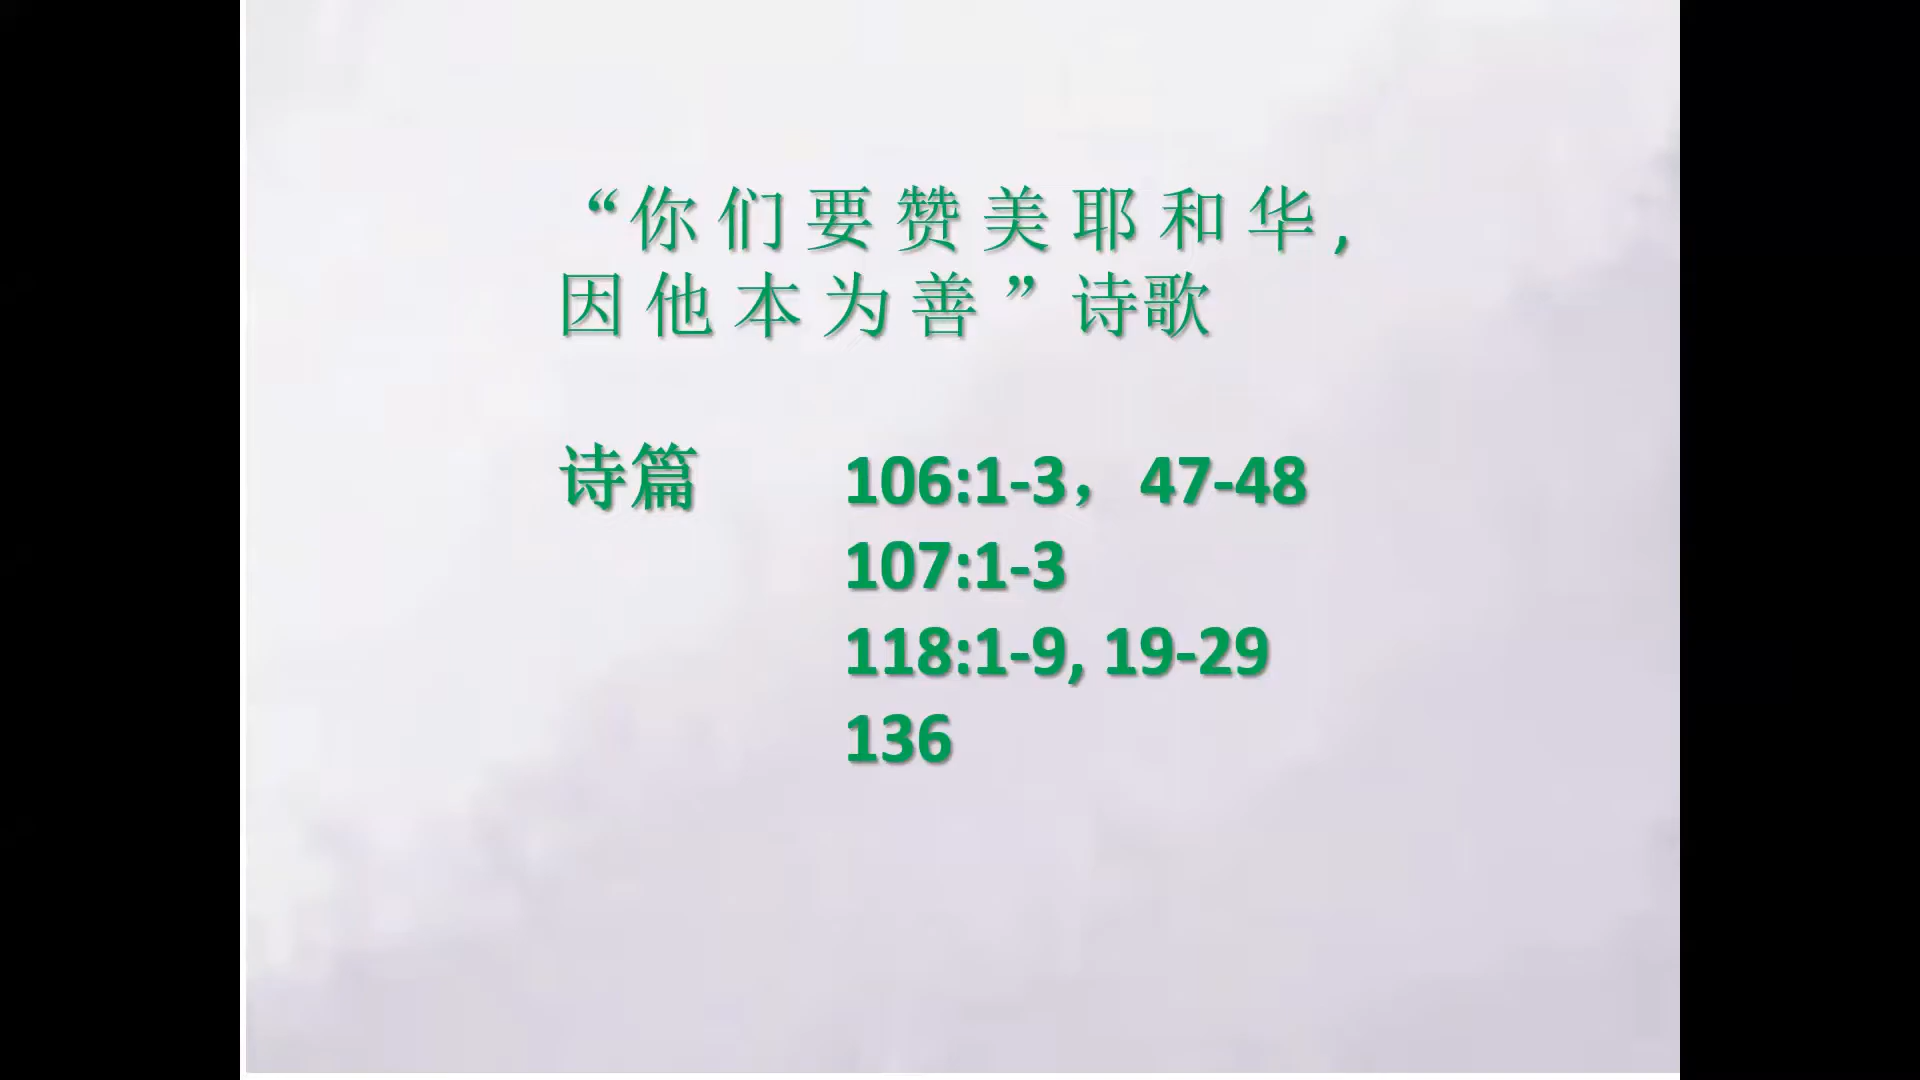 “你 们 要 赞 美 耶 和 华 ,
因 他 本 为 善 ”诗歌
诗篇 106:1-3， 47-48
107:1-3
118:1-9, 19-29
136